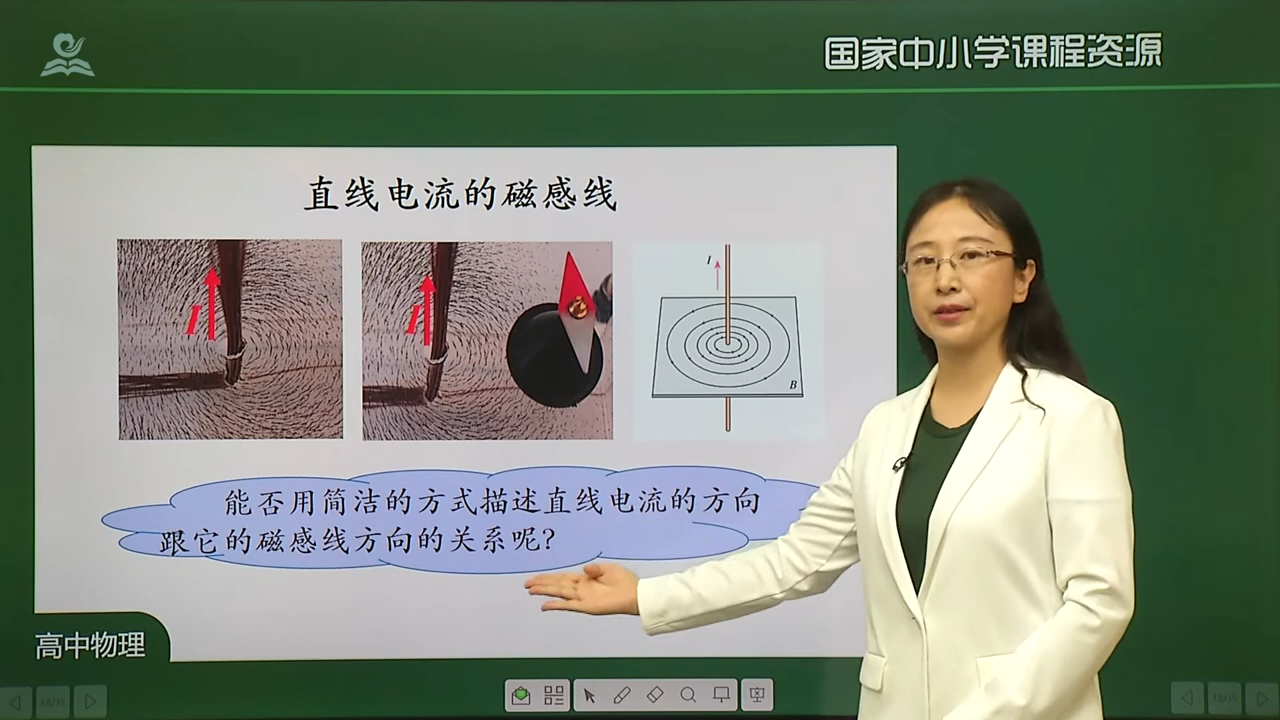 国家中小学课程资源
直线电流的磁感线
I
I
I
B
能否用简洁的方式描述直线电流的方向
跟它的磁感线方向的关系呢?
高中物理